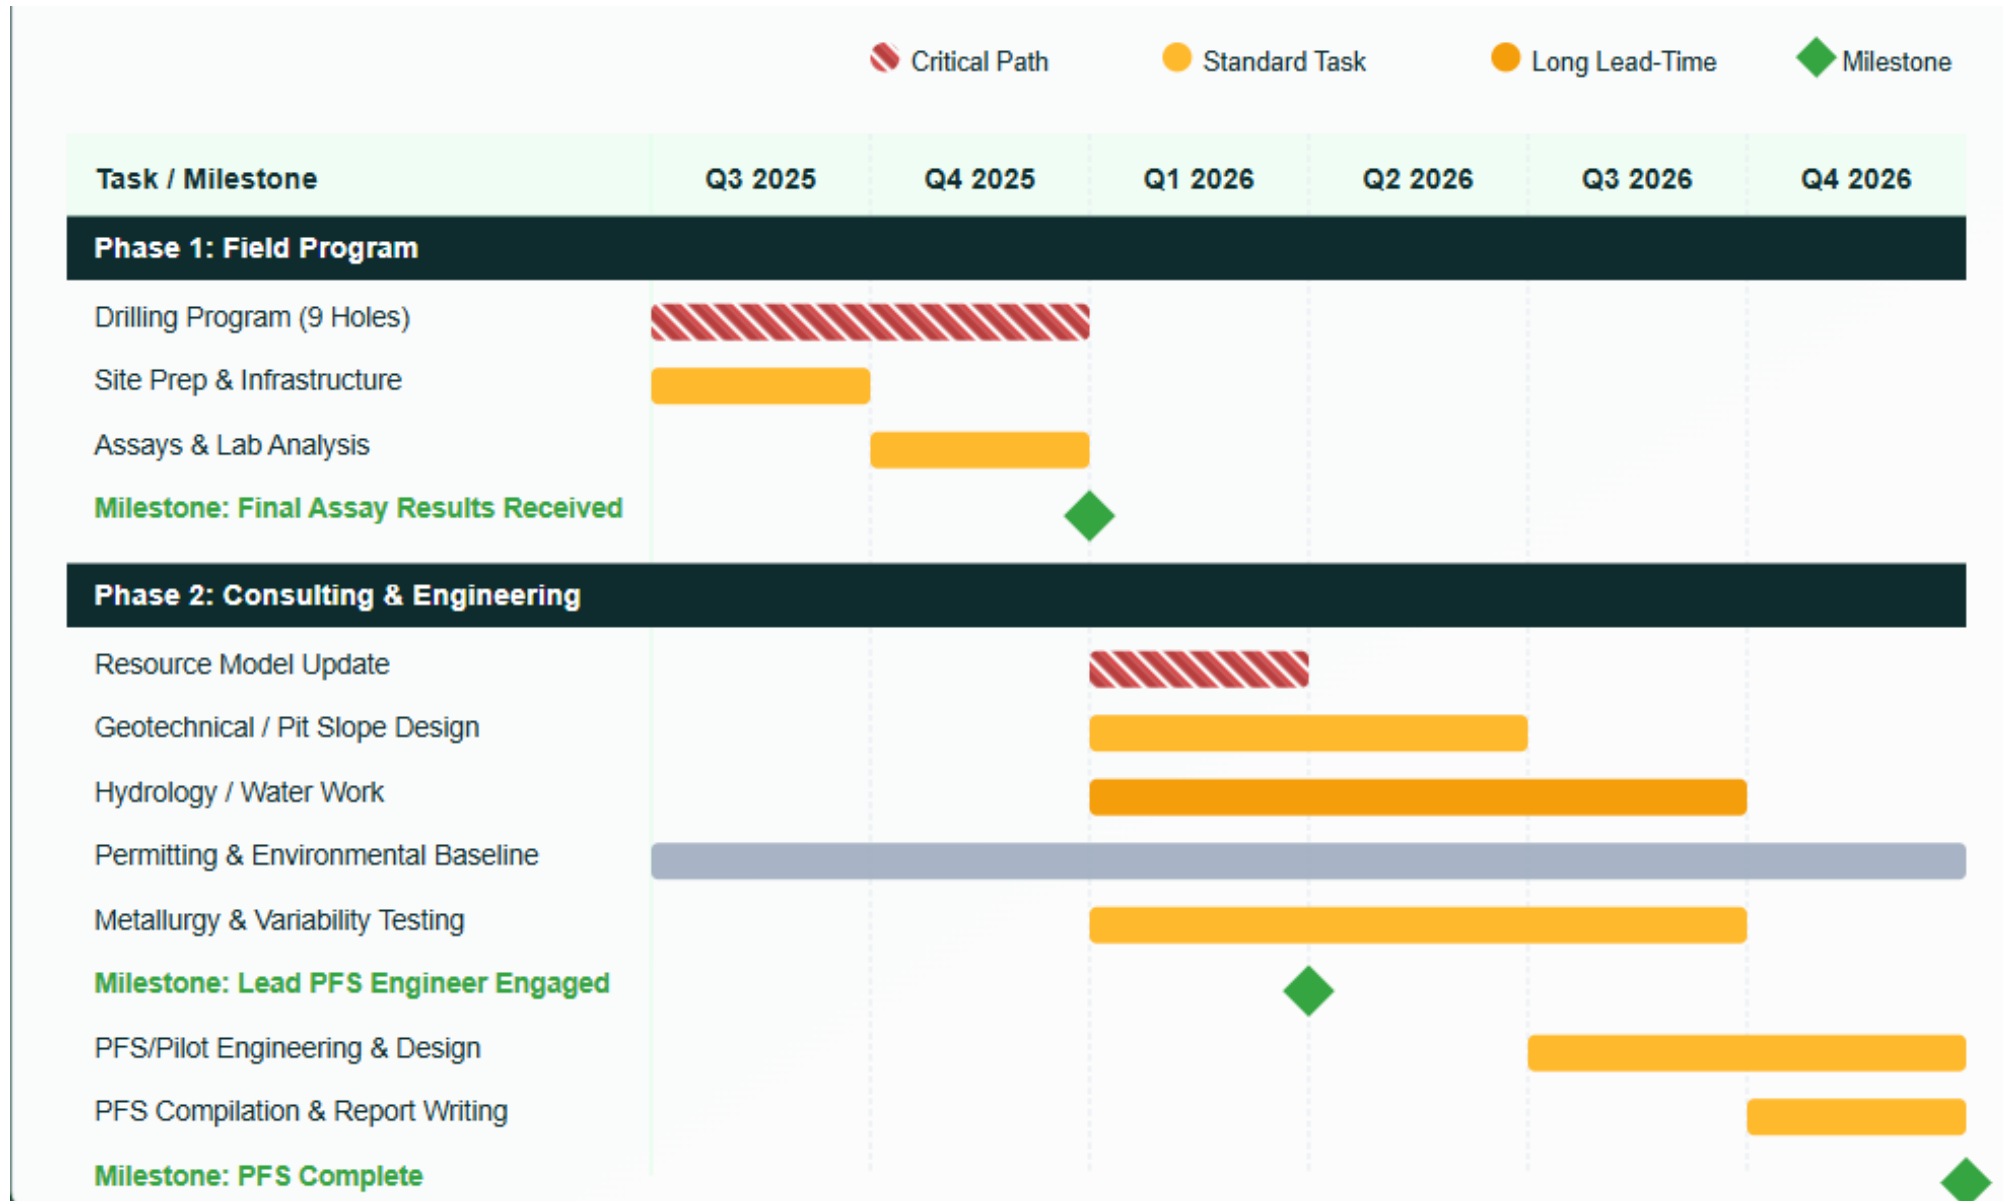 Critical Path Standard Task Long Lead-Time Milestone
Task / Milestone Q3 2025 Q4 2025 Q1 2026 Q2 2026 Q3 2026 Q4 2026
Phase 1: Field Program
Drilling Program (9 Holes)
Site Prep & Infrastructure
Assays & Lab Analysis
Milestone: Final Assay Results Received
Phase 2: Consulting & Engineering
Resource Model Update
Geotechnical / Pit Slope Design
Hydrology / Water Work
Permitting & Environmental Baseline
Metallurgy & Variability Testing
Milestone: Lead PFS Engineer Engaged
PFS/Pilot Engineering & Design
PFS Compilation & Report Writing
Milestone: PFS Complete